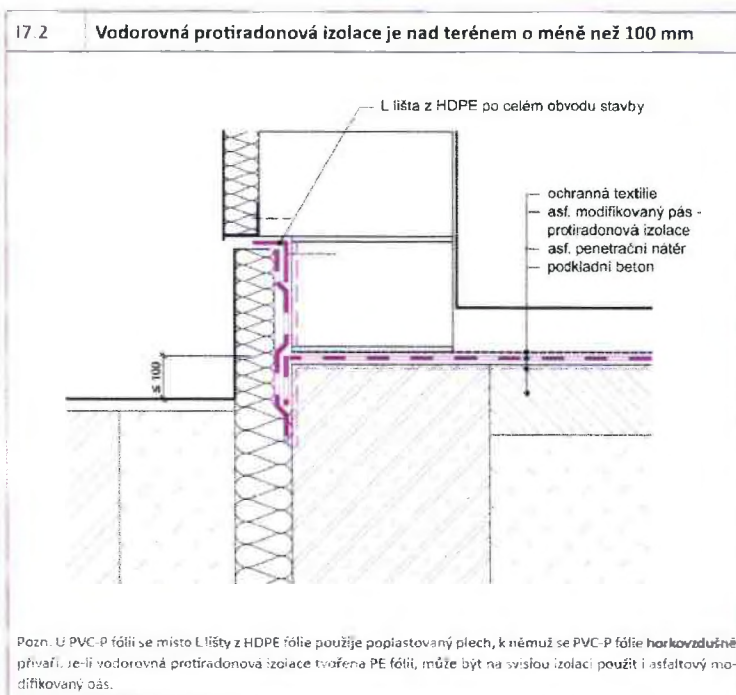 17.2 Vodorovná protiradonová izolace je nad terénem o méně než 100 mm
L lišta z HDPE po celém obvodu stavby
ochranná textilie
asf. modifikovaný pás -
protiradonová izolace
asf. penetrační nátěr
podkladní beton
≤ 100
Pozn. U PVC-P fólií se místo L lišty z HDPE fólie použije poplastovaný plech, k němuž se PVC-P fólie horkovzdušně
přivaří. Je-li vodorovná protiradonová izolace tvořena PE fólií, může být na svislou izolaci použit i asfaltový mo-
difikovaný pás.